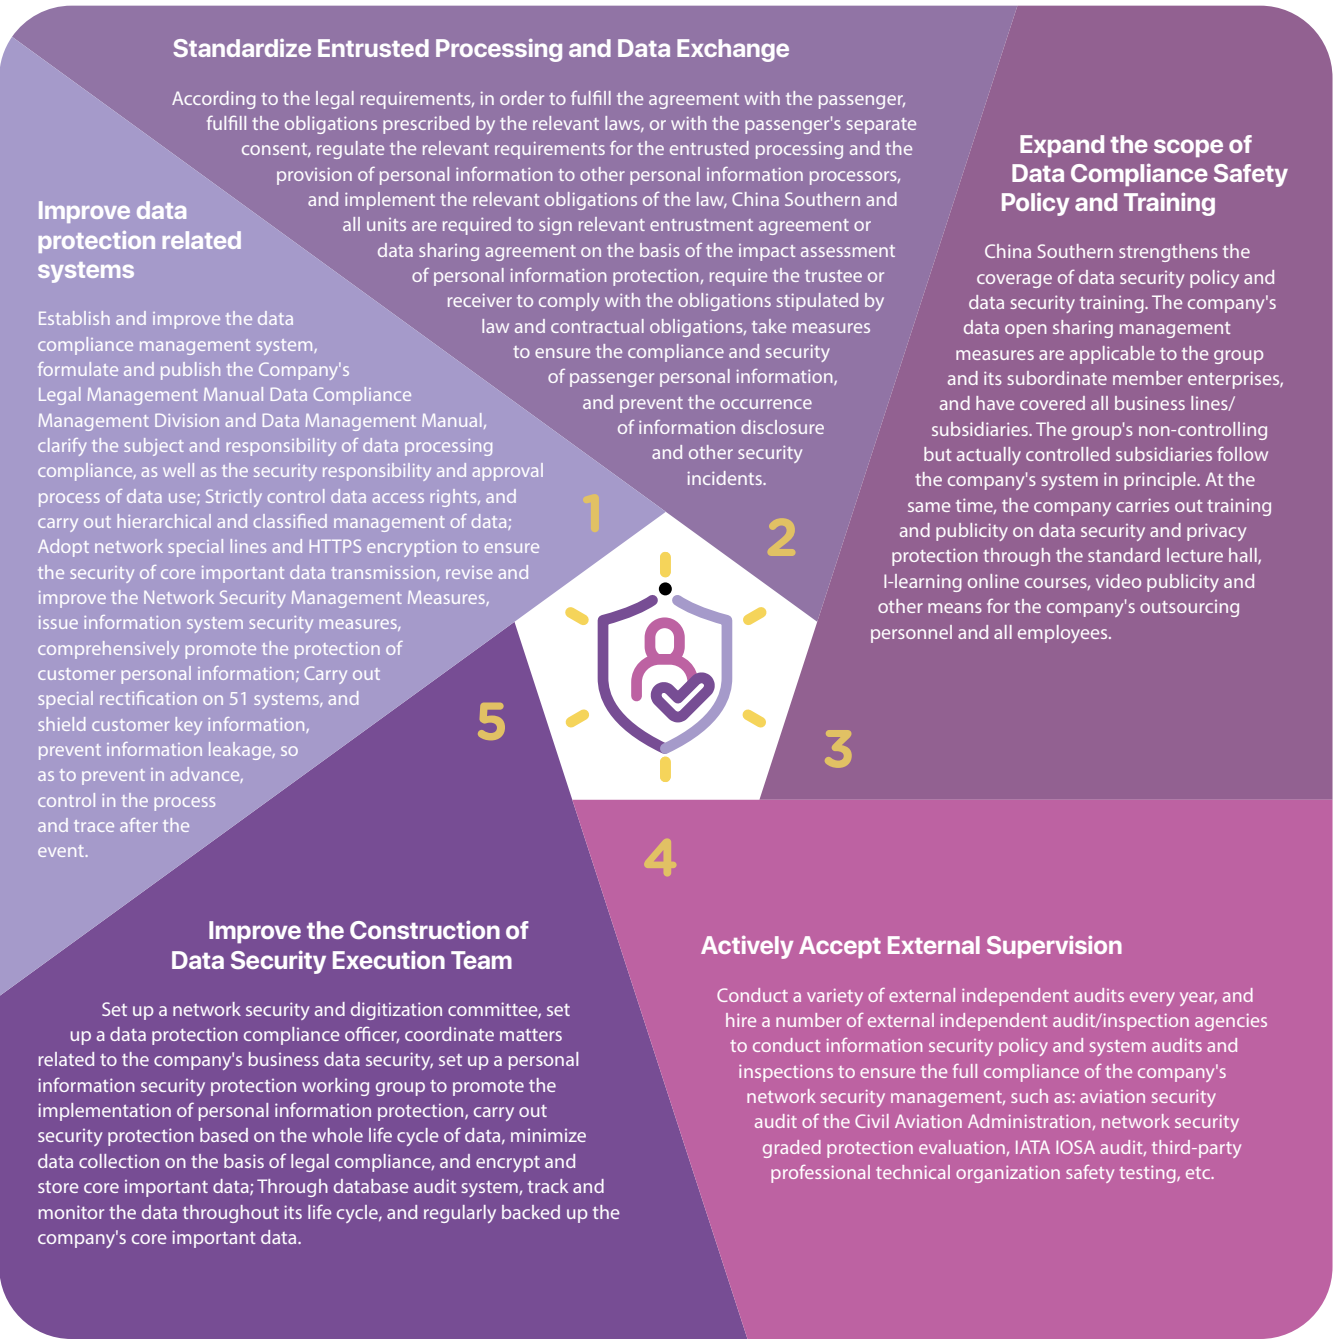 Improve data
protection related
systems
Establish and improve the data
compliance management system,
formulate and publish the Company's
Legal Management Manual Data Compliance
Management Division and Data Management Manual,
clarify the subject and responsibility of data processing
compliance, as well as the security responsibility and approval
process of data use; Strictly control data access rights, and
carry out hierarchical and classified management of data;
Adopt network special lines and HTTPS encryption to ensure
the security of core important data transmission, revise and
improve the Network Security Management Measures,
issue information system security measures,
comprehensively promote the protection of
customer personal information; Carry out
special rectification on 51 systems, and
shield customer key information,
prevent information leakage, so
as to prevent in advance,
control in the process
and trace after the
event.
1
Standardize Entrusted Processing and Data Exchange
According to the legal requirements, in order to fulfill the agreement with the passenger,
fulfill the obligations prescribed by the relevant laws, or with the passenger's separate
consent, regulate the relevant requirements for the entrusted processing and the
provision of personal information to other personal information processors,
and implement the relevant obligations of the law, China Southern and
all units are required to sign relevant entrustment agreement or
data sharing agreement on the basis of the impact assessment
of personal information protection, require the trustee or
receiver to comply with the obligations stipulated by
law and contractual obligations, take measures
to ensure the compliance and security
of passenger personal information,
and prevent the occurrence
of information disclosure
and other security
incidents.
2
Expand the scope of
Data Compliance Safety
Policy and Training
China Southern strengthens the
coverage of data security policy and
data security training. The company's
data open sharing management
measures are applicable to the group
and its subordinate member enterprises,
and have covered all business lines/
subsidiaries. The group's non-controlling
but actually controlled subsidiaries follow
the company's system in principle. At the
same time, the company carries out training
and publicity on data security and privacy
protection through the standard lecture hall,
I-learning online courses, video publicity and
other means for the company's outsourcing
personnel and all employees.
3
4
Actively Accept External Supervision
Conduct a variety of external independent audits every year, and
hire a number of external independent audit/inspection agencies
to conduct information security policy and system audits and
inspections to ensure the full compliance of the company's
network security management, such as: aviation security
audit of the Civil Aviation Administration, network security
graded protection evaluation, IATA IOSA audit, third-party
professional technical organization safety testing, etc.
5
Improve the Construction of
Data Security Execution Team
Set up a network security and digitization committee, set
up a data protection compliance officer, coordinate matters
related to the company's business data security, set up a personal
information security protection working group to promote the
implementation of personal information protection, carry out
security protection based on the whole life cycle of data, minimize
data collection on the basis of legal compliance, and encrypt and
store core important data; Through database audit system, track and
monitor the data throughout its life cycle, and regularly backed up the
company's core important data.